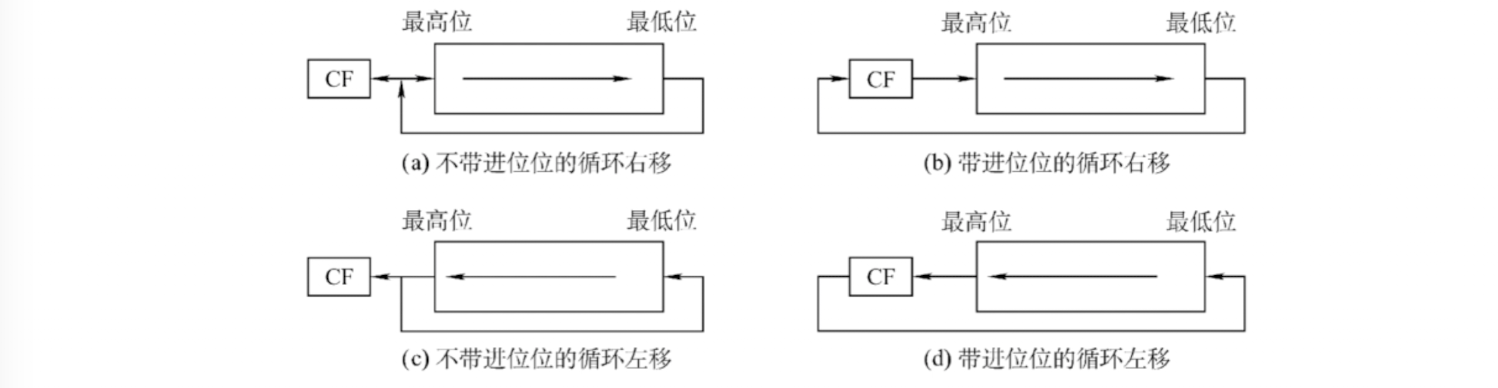 最高位 最低位 最高位 最低位
CF CF
(a) 不带进位位的循环右移 (b) 带进位位的循环右移
最高位 最低位 最高位 最低位
CF CF
(c) 不带进位位的循环左移 (d) 带进位位的循环左移